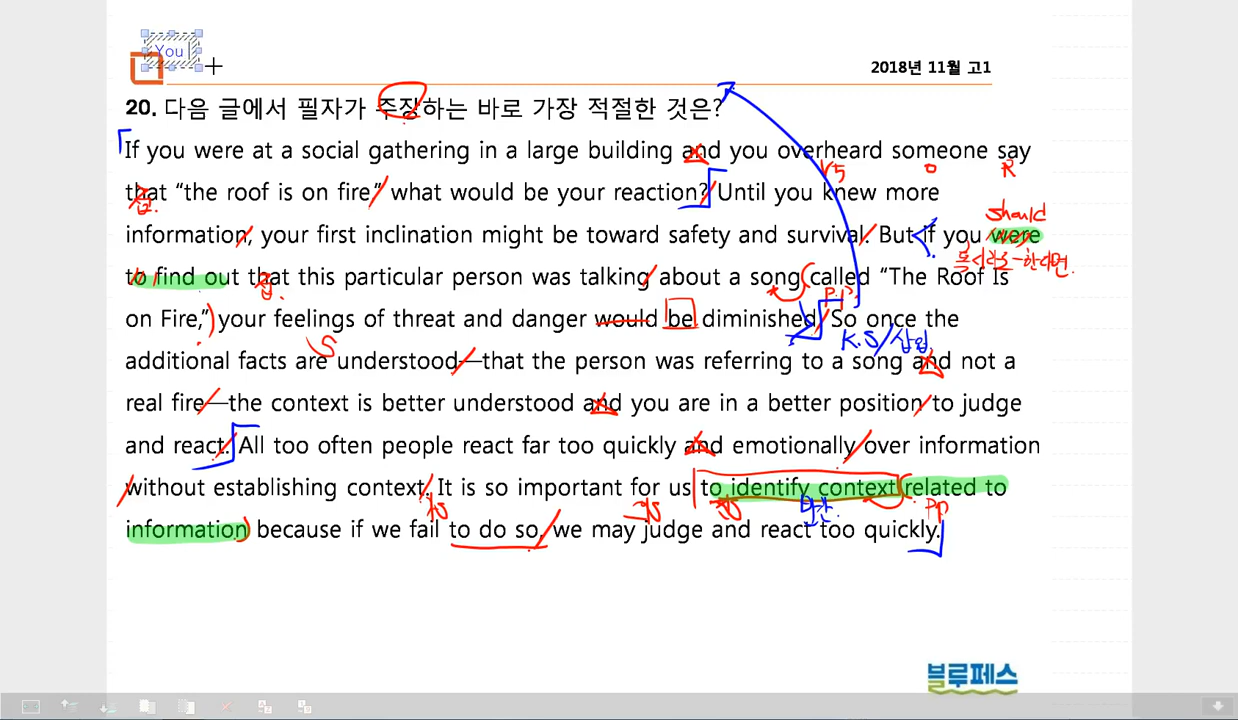 You
2018년 11월 고1
20. 다음 글에서 필자가 주장하는 바로 가장 적절한 것은?
If you were at a social gathering in a large building and you overheard someone say
V5 O R
that “the roof is on fire,” what would be your reaction? Until you knew more
접.
should
information, your first inclination might be toward safety and survival. But if you were
to find out that this particular person was talking about a song called “The Roof Is
접.
P.P
on Fire,” your feelings of threat and danger would be diminished. So once the
S
K.S/삽입
additional facts are understood—that the person was referring to a song and not a
real fire—the context is better understood and you are in a better position to judge
and react. All too often people react far too quickly and emotionally over information
without establishing context. It is so important for us to identify context related to
PP
information because if we fail to do so, we may judge and react too quickly.
블루페스